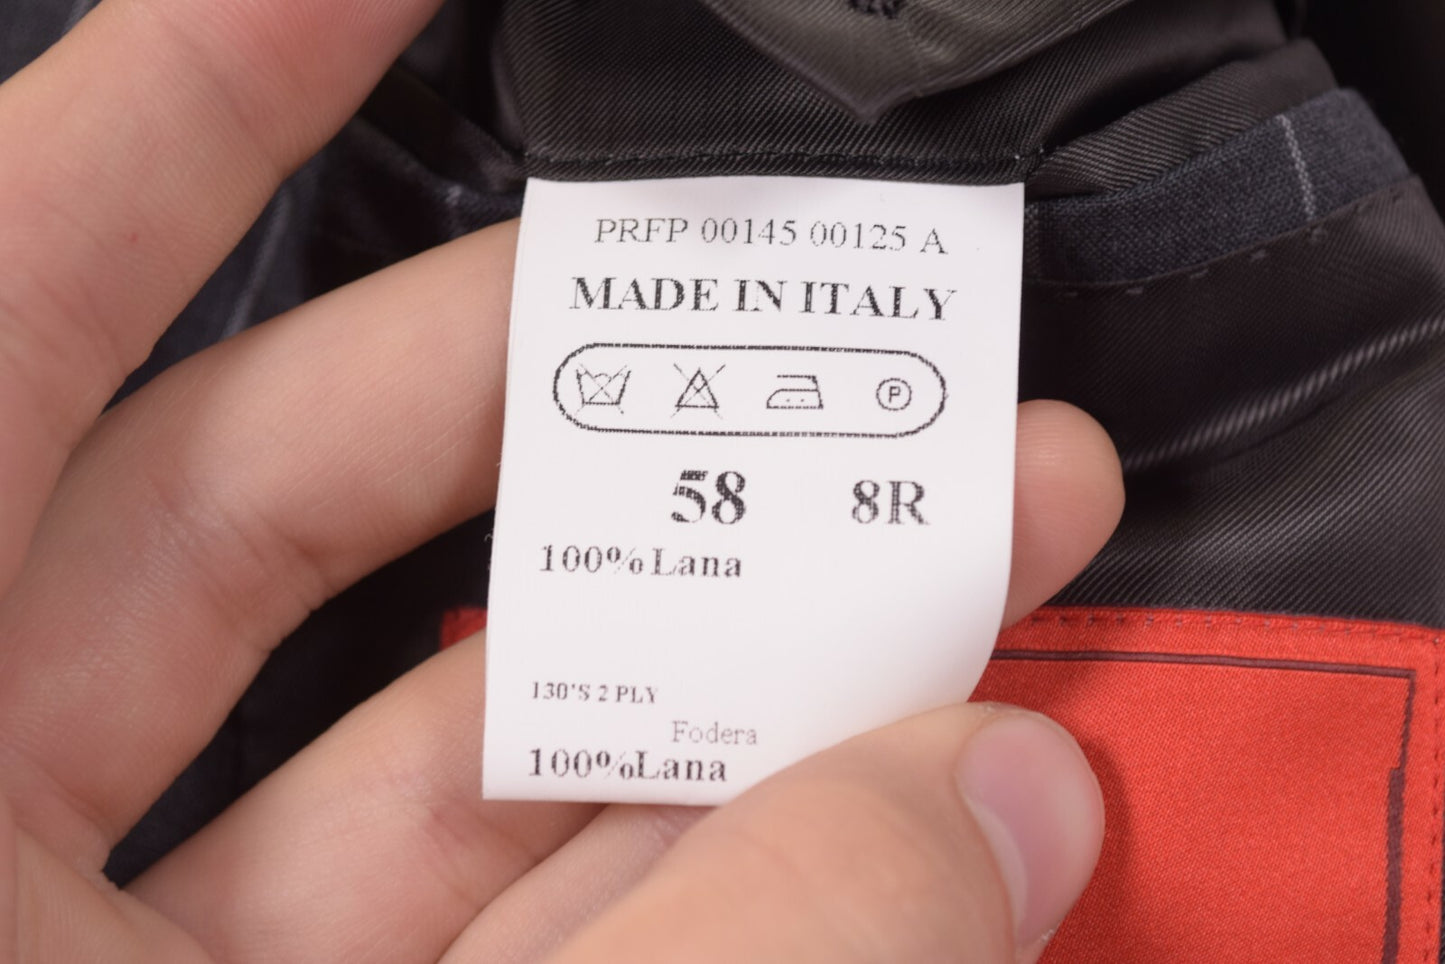 PRFP 00145 00125 A
MADE IN ITALY
P
58 8R
100% Lana
130'S 2 PLY
Fodera
100%Lana